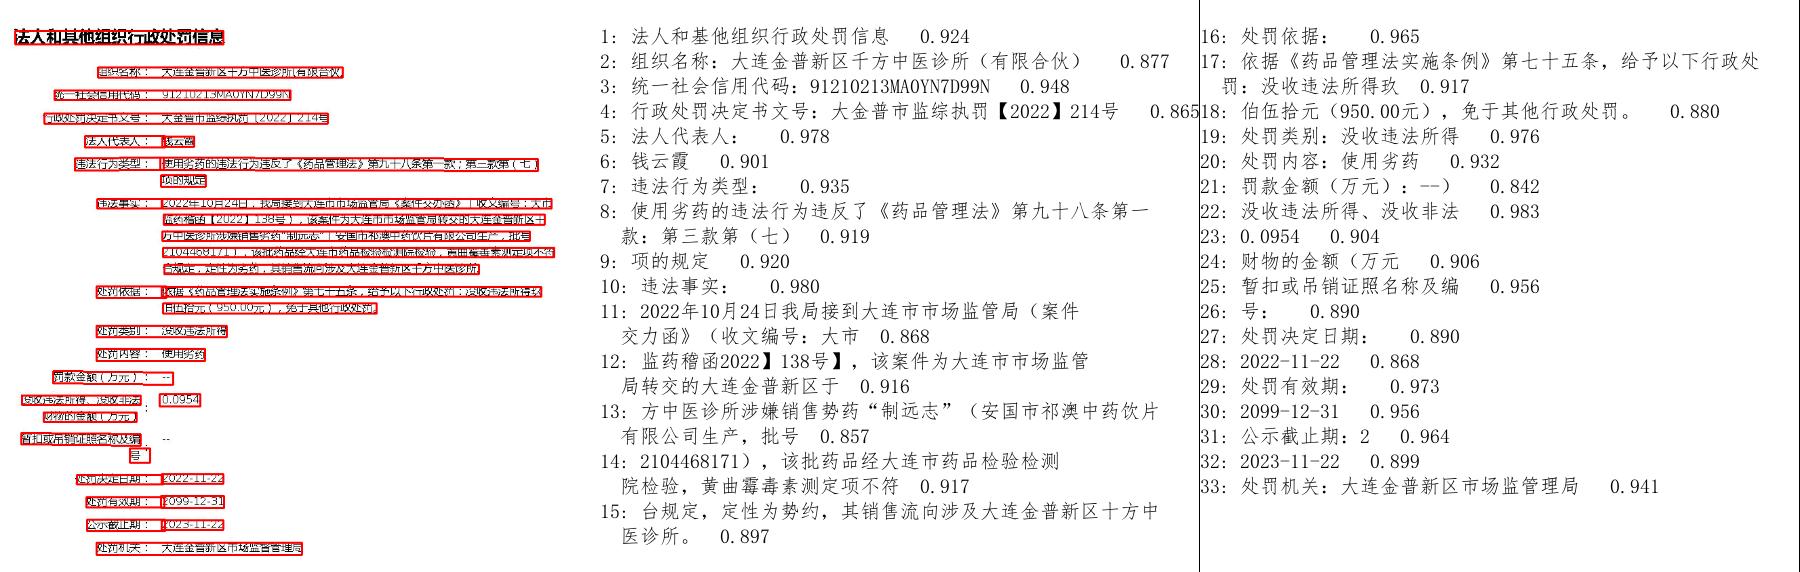 法人和其他组织行政处罚信息
组织名称： 大连金普新区千方中医诊所(有限合伙)
统一社会信用代码： 91210213MA0YN7D99N
行政处罚决定书文号： 大金普市监综执罚〔2022〕214号
法人代表人： 钱云霞
违法行为类型： 使用劣药的违法行为违反了《药品管理法》第九十八条第一款；第三款第（七）
项的规定
违法事实： 2022年10月24日，我局接到大连市市场监管局《案件交办函》（收文编号：大市
监药稽函【2022】138号），该案件为大连市市场监管局转交的大连金普新区千
方中医诊所涉嫌销售劣药“制远志”（安国市祁澳中药饮片有限公司生产，批号
2104468171），该批药品经大连市药品检验检测院检验，黄曲霉毒素测定项不符
合规定，定性为劣药，其销售流向涉及大连金普新区千方中医诊所。
处罚依据： 依据《药品管理法实施条例》第七十五条，给予以下行政处罚：没收违法所得玖
佰伍拾元（950.00元），免于其他行政处罚。
处罚类别： 没收违法所得
处罚内容： 使用劣药
罚款金额（万元）： --
没收违法所得、没收非法
财物的金额（万元）： 0.0954
暂扣或吊销证照名称及编
号： --
处罚决定日期： 2022-11-22
处罚有效期： 2099-12-31
公示截止期： 2023-11-22
处罚机关： 大连金普新区市场监督管理局
1: 法人和基他组织行政处罚信息 0.924
2: 组织名称: 大连金普新区千方中医诊所（有限合伙） 0.877
3: 统一社会信用代码: 91210213MA0YN7D99N 0.948
4: 行政处罚决定书文号: 大金普市监综执罚【2022】214号 0.865
5: 法人代表人: 0.978
6: 钱云霞 0.901
7: 违法行为类型: 0.935
8: 使用劣药的违法行为违反了《药品管理法》第九十八条第一
款: 第三款第（七） 0.919
9: 项的规定 0.920
10: 违法事实: 0.980
11: 2022年10月24日我局接到大连市市场监管局（案件
交力函》（收文编号: 大市 0.868
12: 监药稽函2022】138号】, 该案件为大连市市场监管
局转交的大连金普新区于 0.916
13: 方中医诊所涉嫌销售势药“制远志”（安国市祁澳中药饮片
有限公司生产, 批号 0.857
14: 2104468171）, 该批药品经大连市药品检验检测
院检验, 黄曲霉毒素测定项不符 0.917
15: 台规定, 定性为势约, 其销售流向涉及大连金普新区十方中
医诊所。 0.897
16: 处罚依据: 0.965
17: 依据《药品管理法实施条例》第七十五条, 给予以下行政处
罚: 没收违法所得玫 0.917
18: 佰伍拾元（950.00元）, 免于其他行政处罚。 0.880
19: 处罚类别: 没收违法所得 0.976
20: 处罚内容: 使用劣药 0.932
21: 罚款金额（万元）: --） 0.842
22: 没收违法所得、没收非法 0.983
23: 0.0954 0.904
24: 财物的金额（万元 0.906
25: 暂扣或吊销证照名称及编 0.956
26: 号: 0.890
27: 处罚决定日期: 0.890
28: 2022-11-22 0.868
29: 处罚有效期: 0.973
30: 2099-12-31 0.956
31: 公示截止期: 2 0.964
32: 2023-11-22 0.899
33: 处罚机关: 大连金普新区市场监管理局 0.941